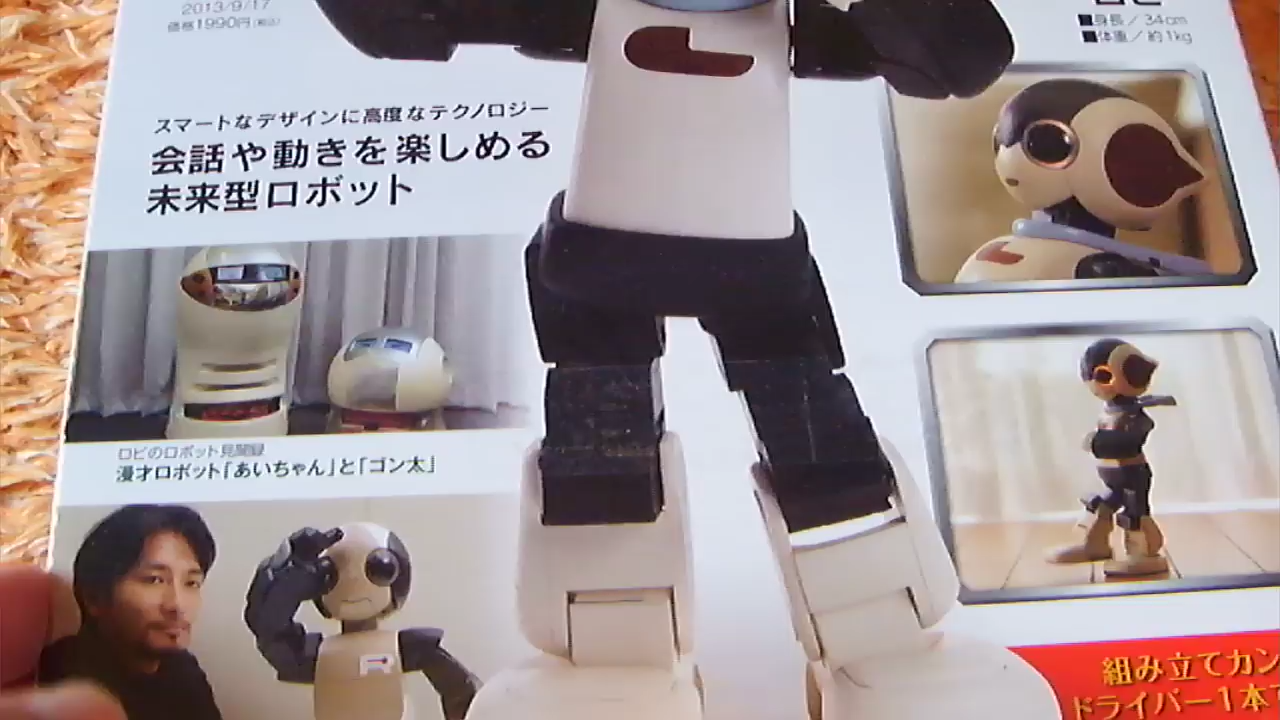 2013/9/17
価格1990円(税込)
■身長／34cm
■体重／約1kg
スマートなデザインに高度なテクノロジー
会話や動きを楽しめる
未来型ロボット
ロビのロボット見聞録
漫才ロボット「あいちゃん」と「ゴン太」
R
組み立てカン
ドライバー1本で